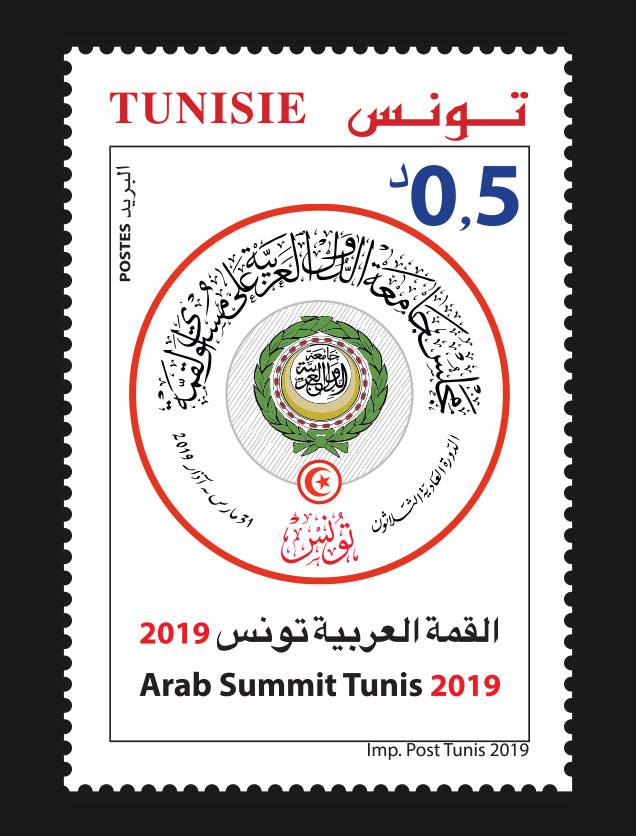 TUNISIE تونس
البريد POSTES
0,5 د
مجلس جامعة الدول العربية على مستوى القمة
جامعة الدول العربية
الدورة العادية الثلاثون
31 مارس - آذار 2019
تونس
القمة العربية تونس 2019
Arab Summit Tunis 2019
Imp. Post Tunis 2019